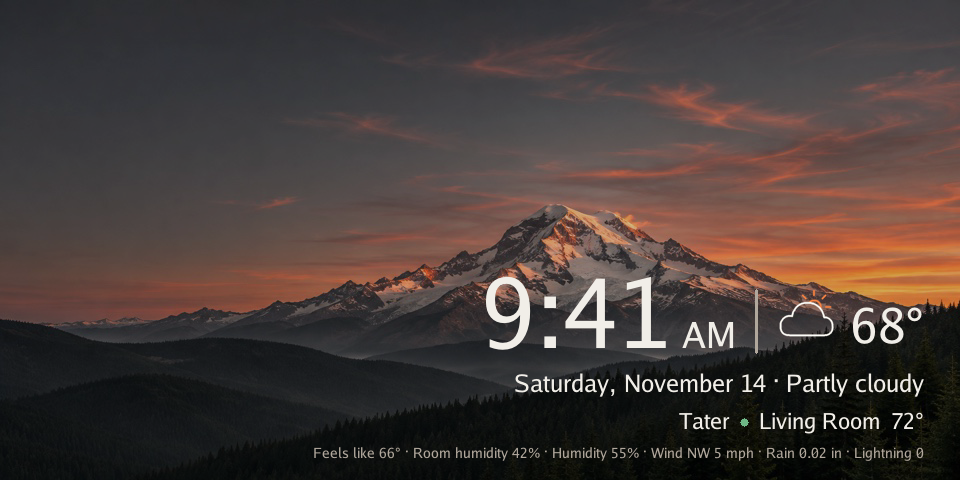 9:41 AM 68°
Saturday, November 14 · Partly cloudy
Tater • Living Room 72°
Feels like 66° · Room humidity 42% · Humidity 55% · Wind NW 5 mph · Rain 0.02 in · Lightning 0